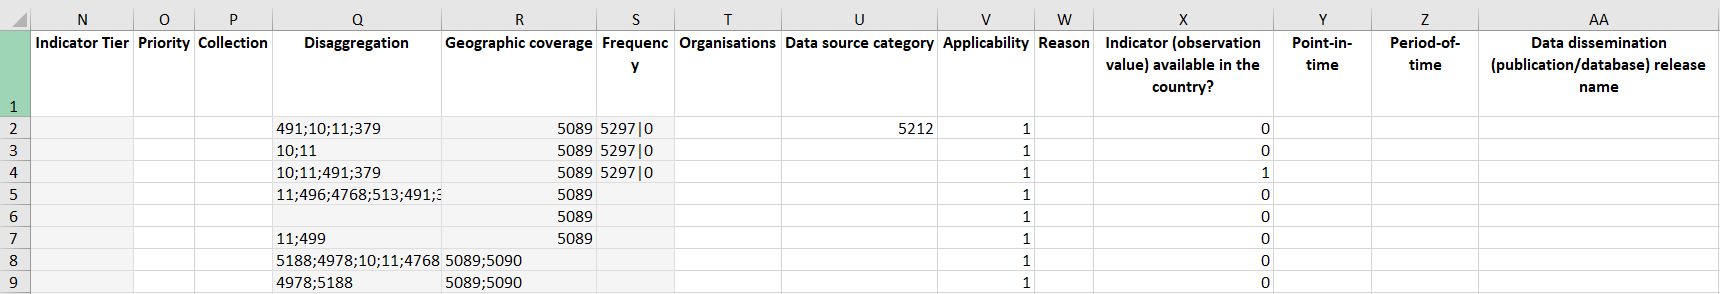 N O P Q R S T U V W X Y Z AA
Indicator Tier Priority Collection Disaggregation Geographic coverage Frequenc Organisations Data source category Applicability Reason Indicator (observation Point-in- Period-of- Data dissemination
y value) available in the time time (publication/database) release
country? name
1
2 491;10;11;379 5089 5297|0 5212 1 0
3 10;11 5089 5297|0 1 0
4 10;11;491;379 5089 5297|0 1 1
5 11;496;4768;513;491; 5089 1 0
6 5089 1 0
7 11;499 5089 1 0
8 5188;4978;10;11;4768 5089;5090 1 0
9 4978;5188 5089;5090 1 0